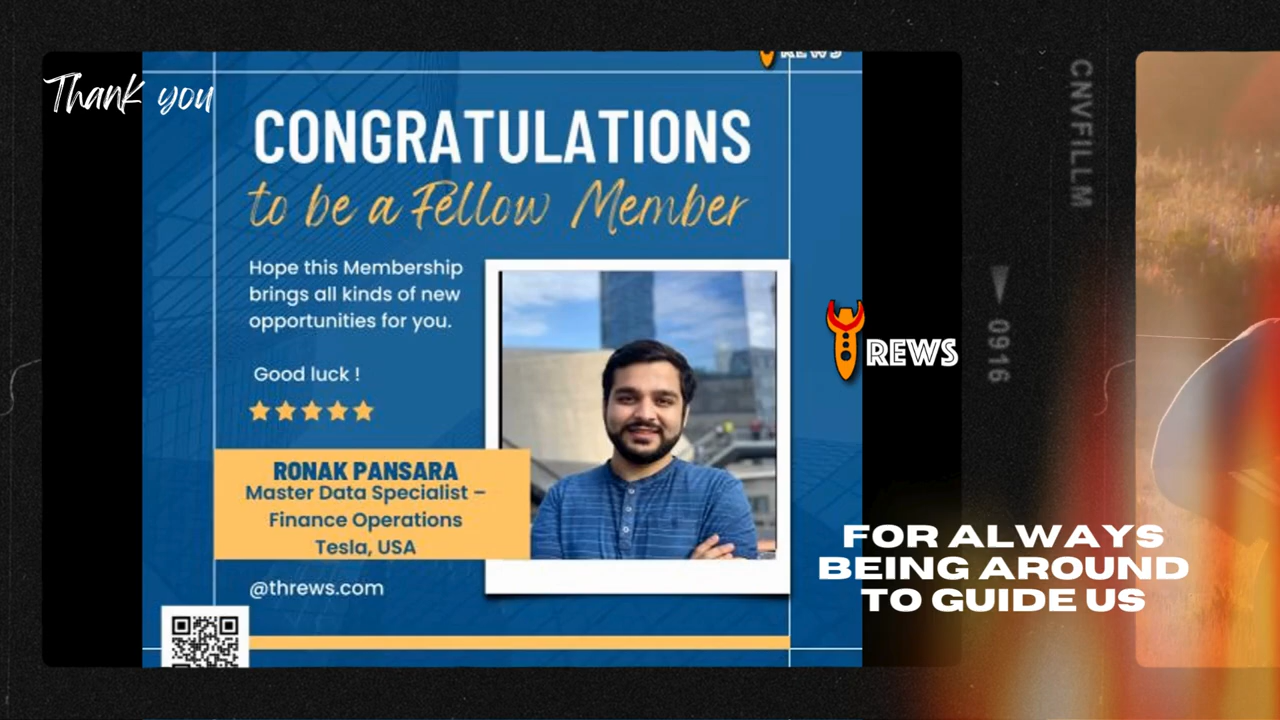 Thank you
CONGRATULATIONS
to be a Fellow Member
Hope this Membership
brings all kinds of new
opportunities for you.
Good luck !
RONAK PANSARA
Master Data Specialist –
Finance Operations
Tesla, USA
@threws.com
REWS
REWS
CNVFILLM
0916
FOR ALWAYS
BEING AROUND
TO GUIDE US